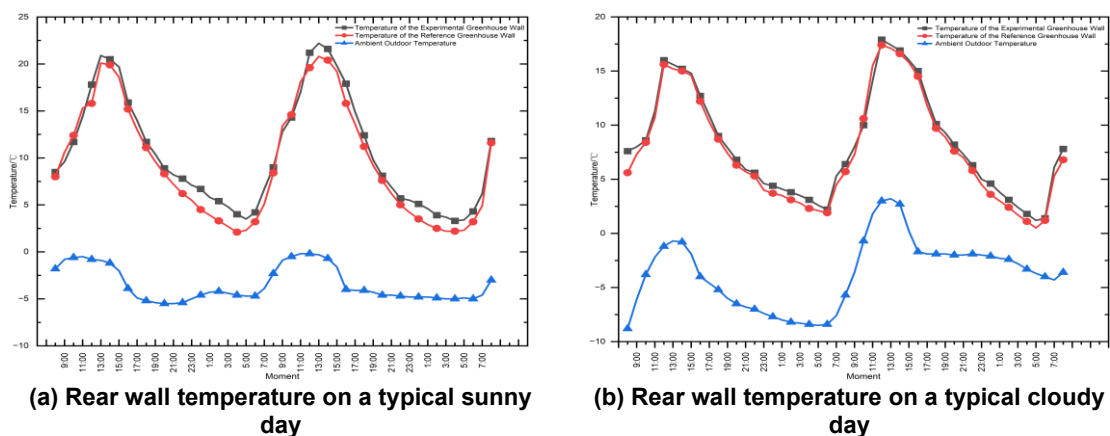 Temperature of the Experimental Greenhouse Wall
Temperature of the Reference Greenhouse Wall
Ambient Outdoor Temperature
25
20
15
10
5
0
−5
−10
Temperature/℃
9:00 11:00 13:00 15:00 17:00 19:00 21:00 23:00 1:00 3:00 5:00 7:00 9:00 11:00 13:00 15:00 17:00 19:00 21:00 23:00 1:00 3:00 5:00 7:00
Moment
(a) Rear wall temperature on a typical sunny
day
Temperature of the Experimental Greenhouse Wall
Temperature of the Reference Greenhouse Wall
Ambient Outdoor Temperature
20
15
10
5
0
−5
−10
Temperature/℃
9:00 11:00 13:00 15:00 17:00 19:00 21:00 23:00 1:00 3:00 5:00 7:00 9:00 11:00 13:00 15:00 17:00 19:00 21:00 23:00 1:00 3:00 5:00 7:00
Moment
(b) Rear wall temperature on a typical cloudy
day